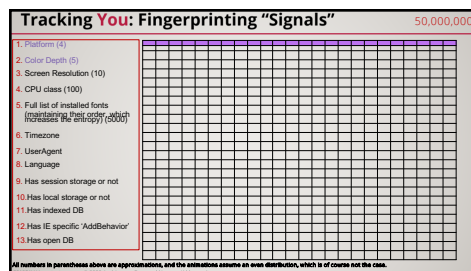 Tracking You: Fingerprinting “Signals”
50,000,000
1. Platform (4)
2. Color Depth (5)
3. Screen Resolution (10)
4. CPU class (100)
5. Full list of installed fonts
(maintaining their order, which
increases the entropy) (5000)
6. Timezone
7. UserAgent
8. Language
9. Has session storage or not
10.Has local storage or not
11.Has indexed DB
12.Has IE specific ‘AddBehavior’
13.Has open DB
All numbers in parentheses above are approximations, and the animations assume an even distribution, which is of course not the case.